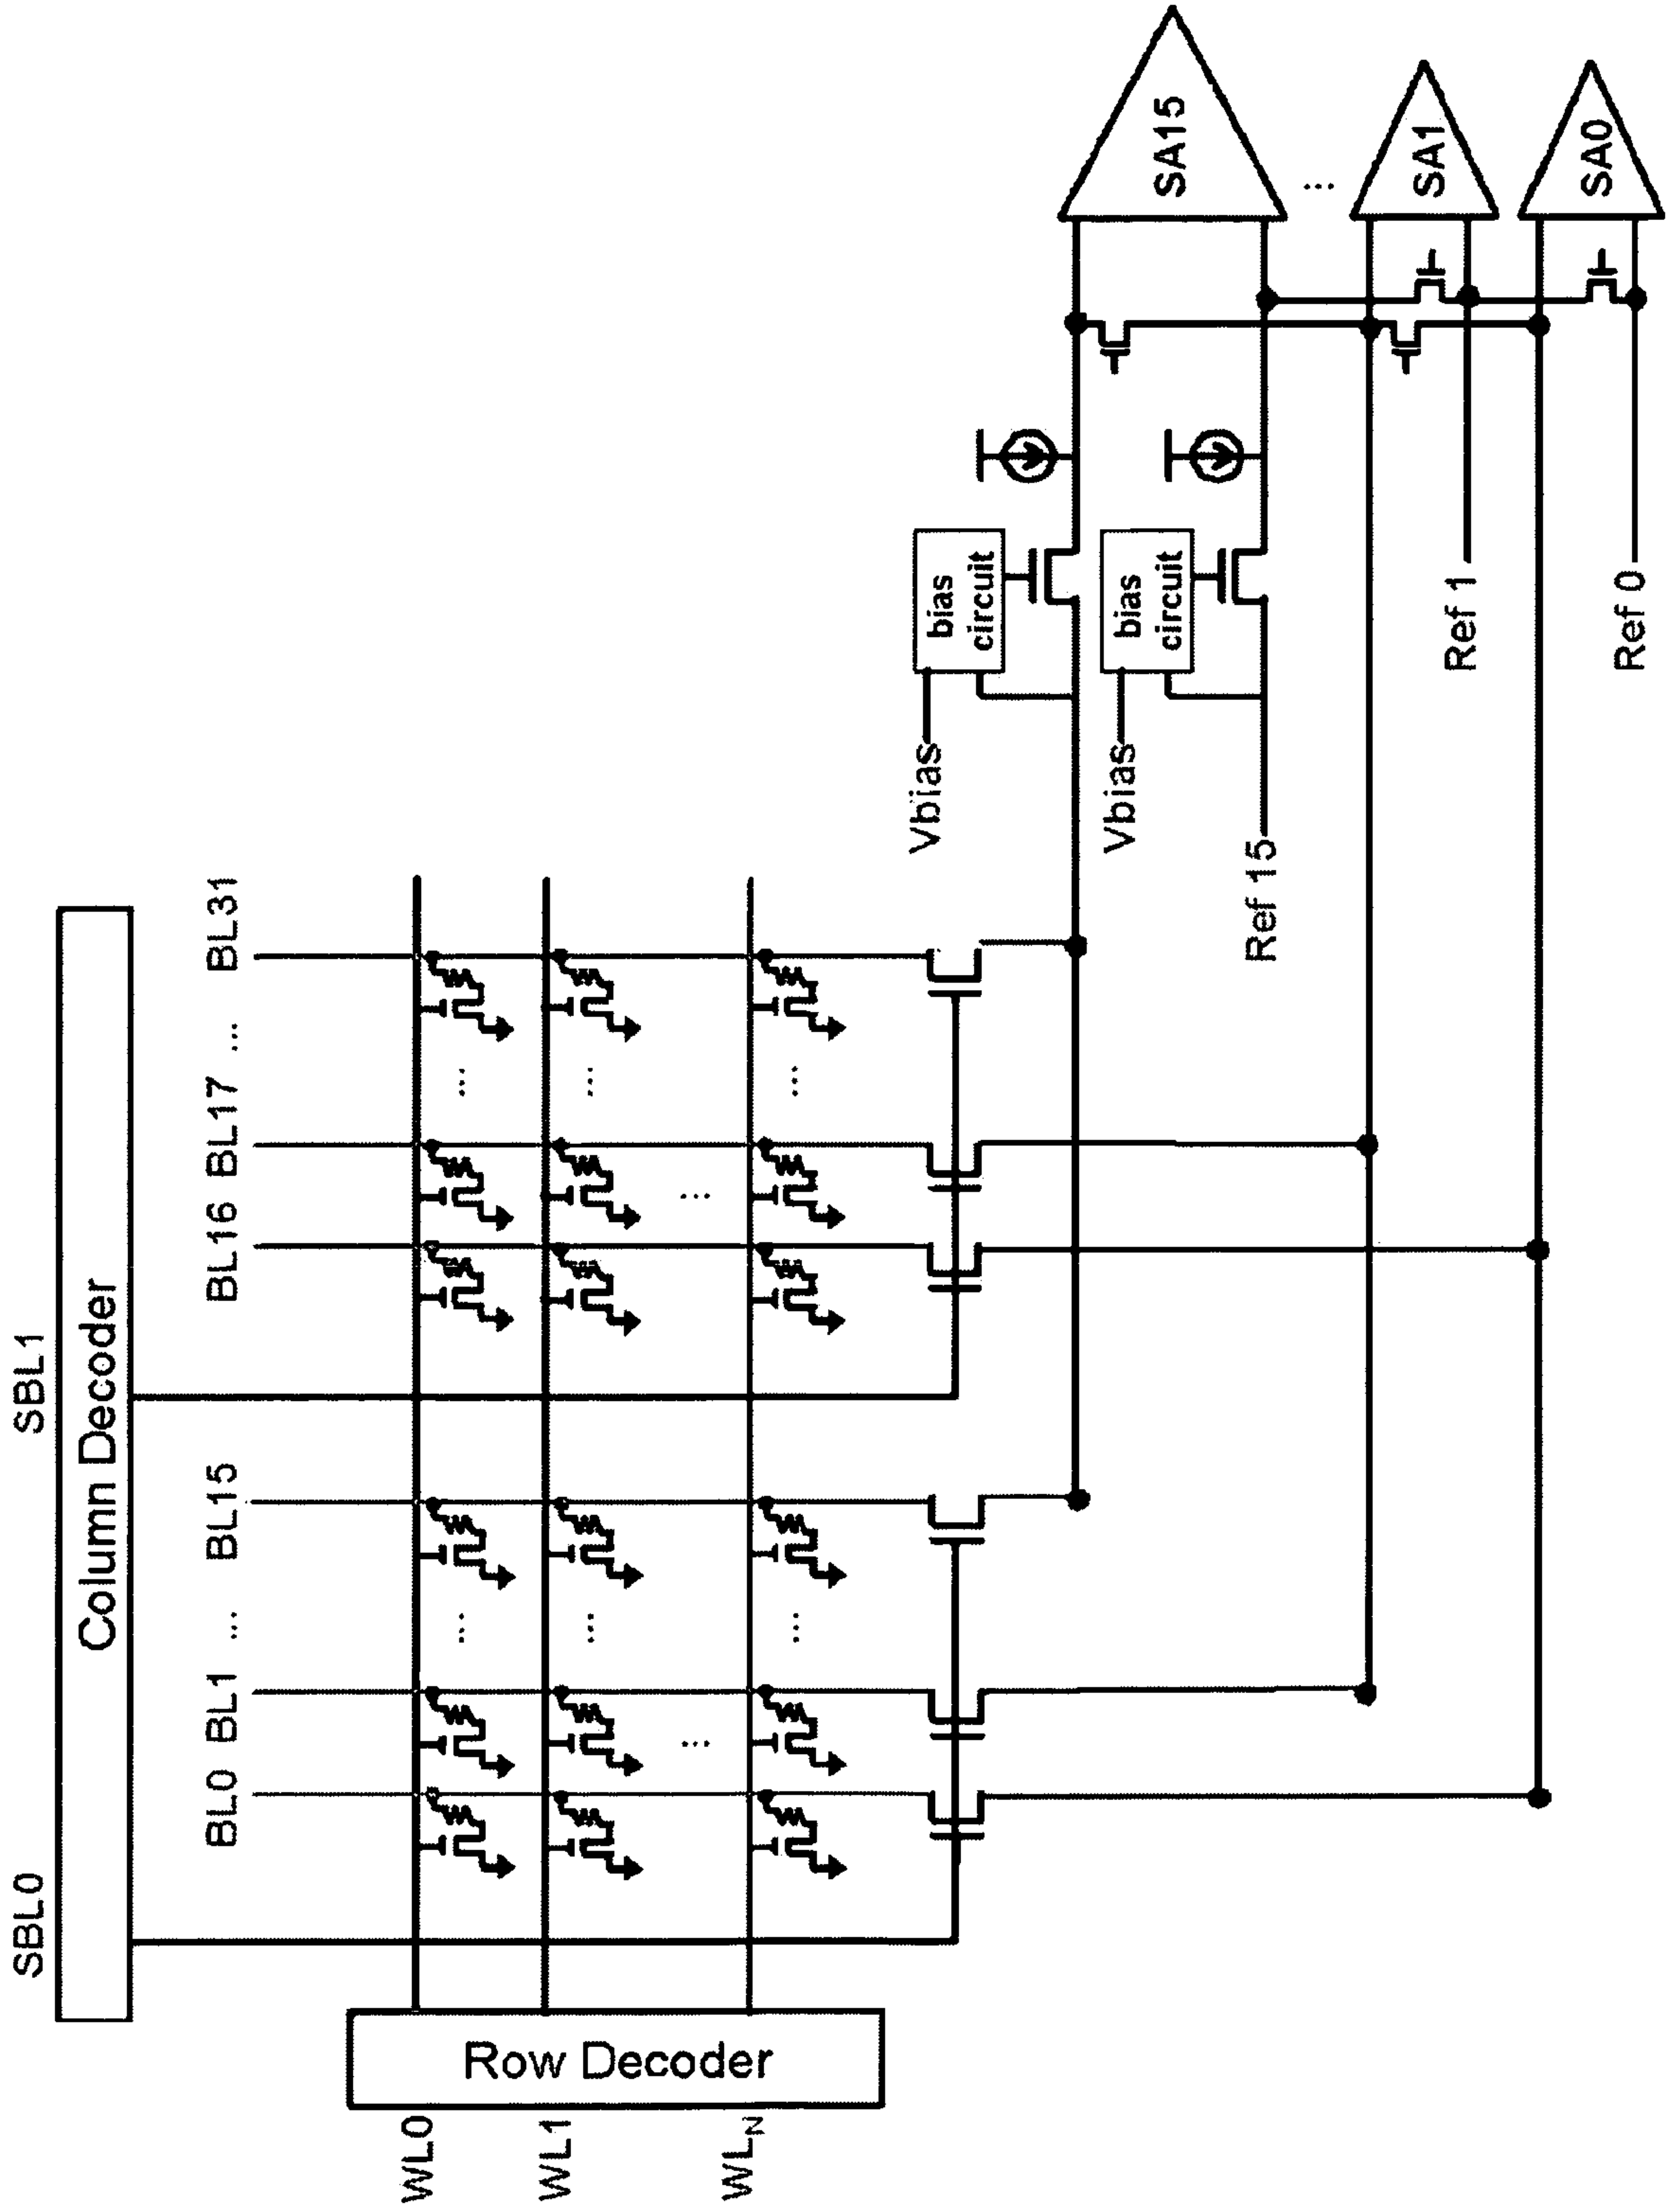 SBL0
SBL1
Column Decoder
BL0
BL1
...
BL15
BL16
BL17
...
BL31
Row Decoder
WL0
WL1
WLN
...
...
...
...
...
...
...
...
Vbias
bias
circuit
Vbias
bias
circuit
Ref 15
Ref 1
Ref 0
SA15
...
SA1
SA0